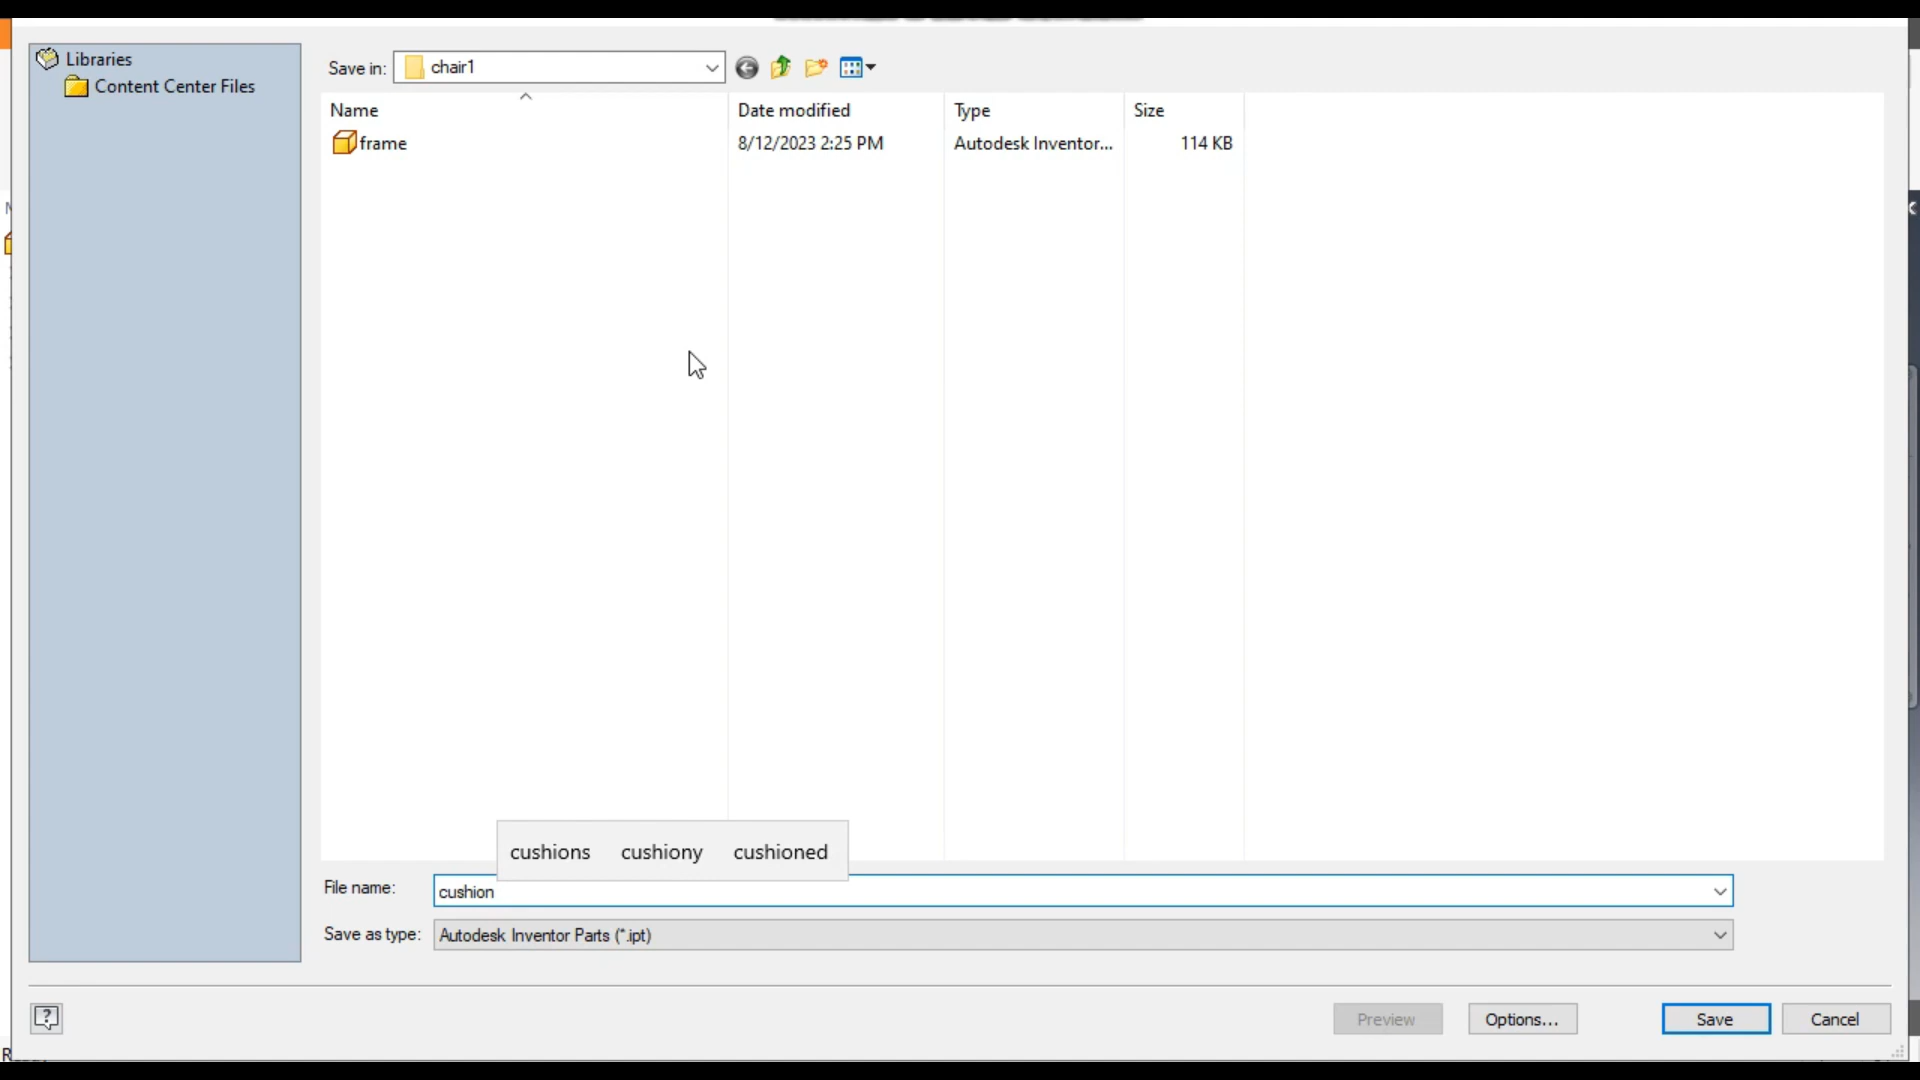 Libraries
Content Center Files
Save in: chair1
Name Date modified Type Size
frame 8/12/2023 2:25 PM Autodesk Inventor... 114 KB
cushions cushiony cushioned
File name: cushion
Save as type: Autodesk Inventor Parts (*.ipt)
Preview Options... Save Cancel